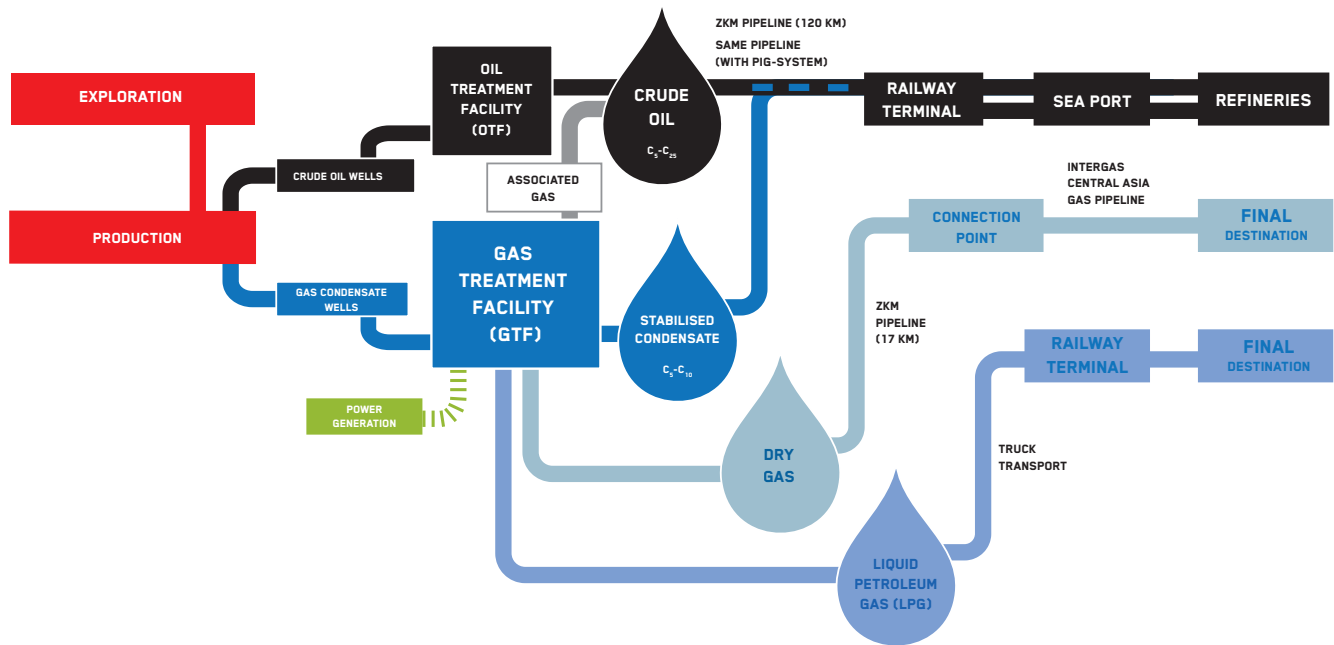 ZKM PIPELINE (120 KM)
SAME PIPELINE
(WITH PIG-SYSTEM)
EXPLORATION
OIL
TREATMENT
FACILITY
(OTF)
CRUDE
OIL
C₅-C₂₅
RAILWAY
TERMINAL
SEA PORT
REFINERIES
CRUDE OIL WELLS
ASSOCIATED
GAS
INTERGAS
CENTRAL ASIA
GAS PIPELINE
PRODUCTION
CONNECTION
POINT
FINAL
DESTINATION
GAS
TREATMENT
FACILITY
(GTF)
GAS CONDENSATE
WELLS
STABILISED
CONDENSATE
C₅-C₁₀
ZKM
PIPELINE
(17 KM)
RAILWAY
TERMINAL
FINAL
DESTINATION
POWER
GENERATION
DRY
GAS
TRUCK
TRANSPORT
LIQUID
PETROLEUM
GAS (LPG)